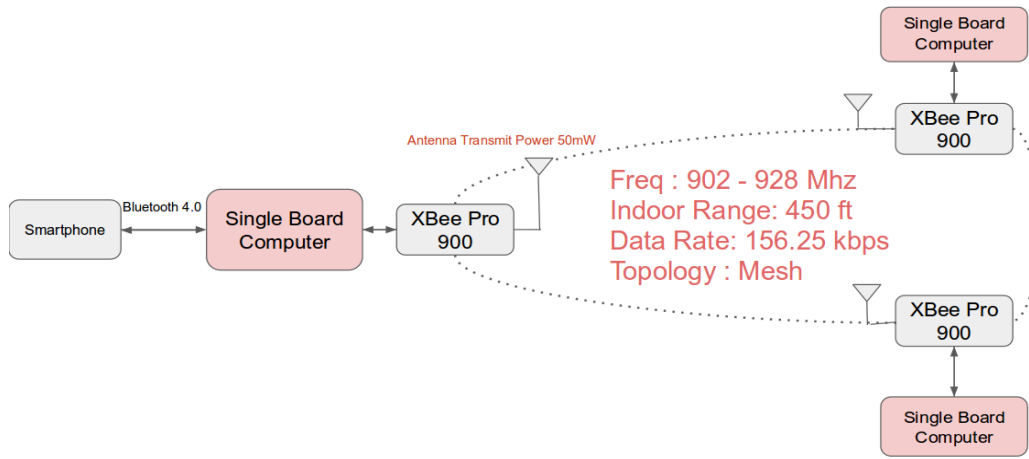 Single Board
Computer
XBee Pro
900
Antenna Transmit Power 50mW
Freq : 902 - 928 Mhz
Indoor Range: 450 ft
Data Rate: 156.25 kbps
Topology : Mesh
Smartphone
Bluetooth 4.0
Single Board
Computer
XBee Pro
900
XBee Pro
900
Single Board
Computer